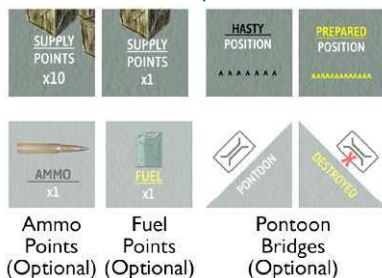 SUPPLY
POINTS
x10
SUPPLY
POINTS
x1
HASTY
POSITION
PREPARED
POSITION
AMMO
x1
FUEL
x1
PONTOON
DESTROYED
Ammo
Points
(Optional)
Fuel
Points
(Optional)
Pontoon
Bridges
(Optional)